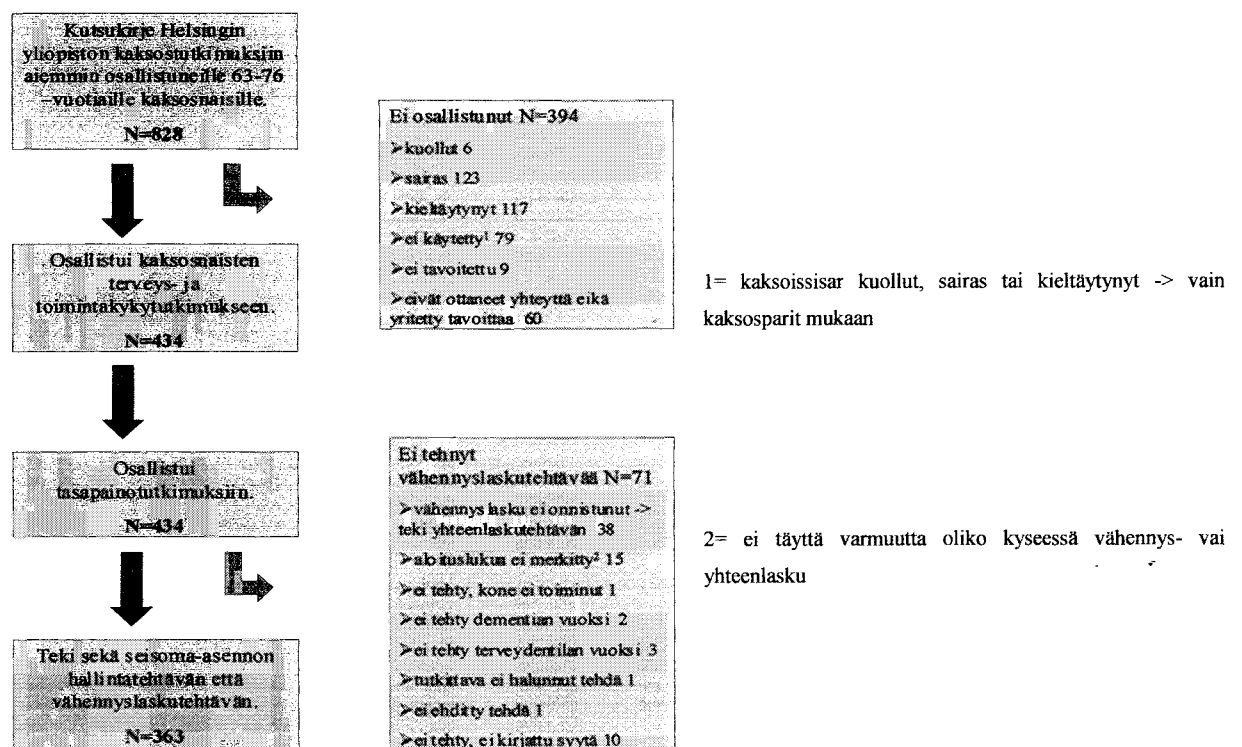 Kutsukirje Helsingin
yliopiston kaksostutkimuksiin
aiemmin osallistuneille 63-76
–vuotiaille kaksosnaisille.
N=828
Ei osallistunut N=394
➢kuollut 6
➢sairas 123
➢kieltäytynyt 117
➢ei käytetty¹ 79
➢ei tavoitettu 9
➢eivät ottaneet yhteyttä eikä
yritetty tavoittaa 60
Osallistui kaksosnaisten
terveys- ja
toimintakykytutkimukseen.
N=434
1= kaksoissisar kuollut, sairas tai kieltäytynyt -> vain
kaksosparit mukaan
Osallistui
tasapainotutkimuksiin.
N=434
Ei tehnyt
vähennyslaskutehtävää N=71
➢vähennys lasku ei onnistunut ->
teki yhteenlaskutehtävän 38
➢aloituslukua ei merkitty² 15
➢ei tehty, kone ei toiminut 1
➢ei tehty dementian vuoksi 2
➢ei tehty terveydentilan vuoksi 3
➢tutkittava ei halunnut tehdä 1
➢ei ehditty tehdä 1
➢ei tehty, ei kirjattu syytä 10
2= ei täyttä varmuutta oliko kyseessä vähennys- vai
yhteenlasku
Teki sekä seisoma-asennon
hallintatehtävän että
vähennyslaskutehtävän.
N=363